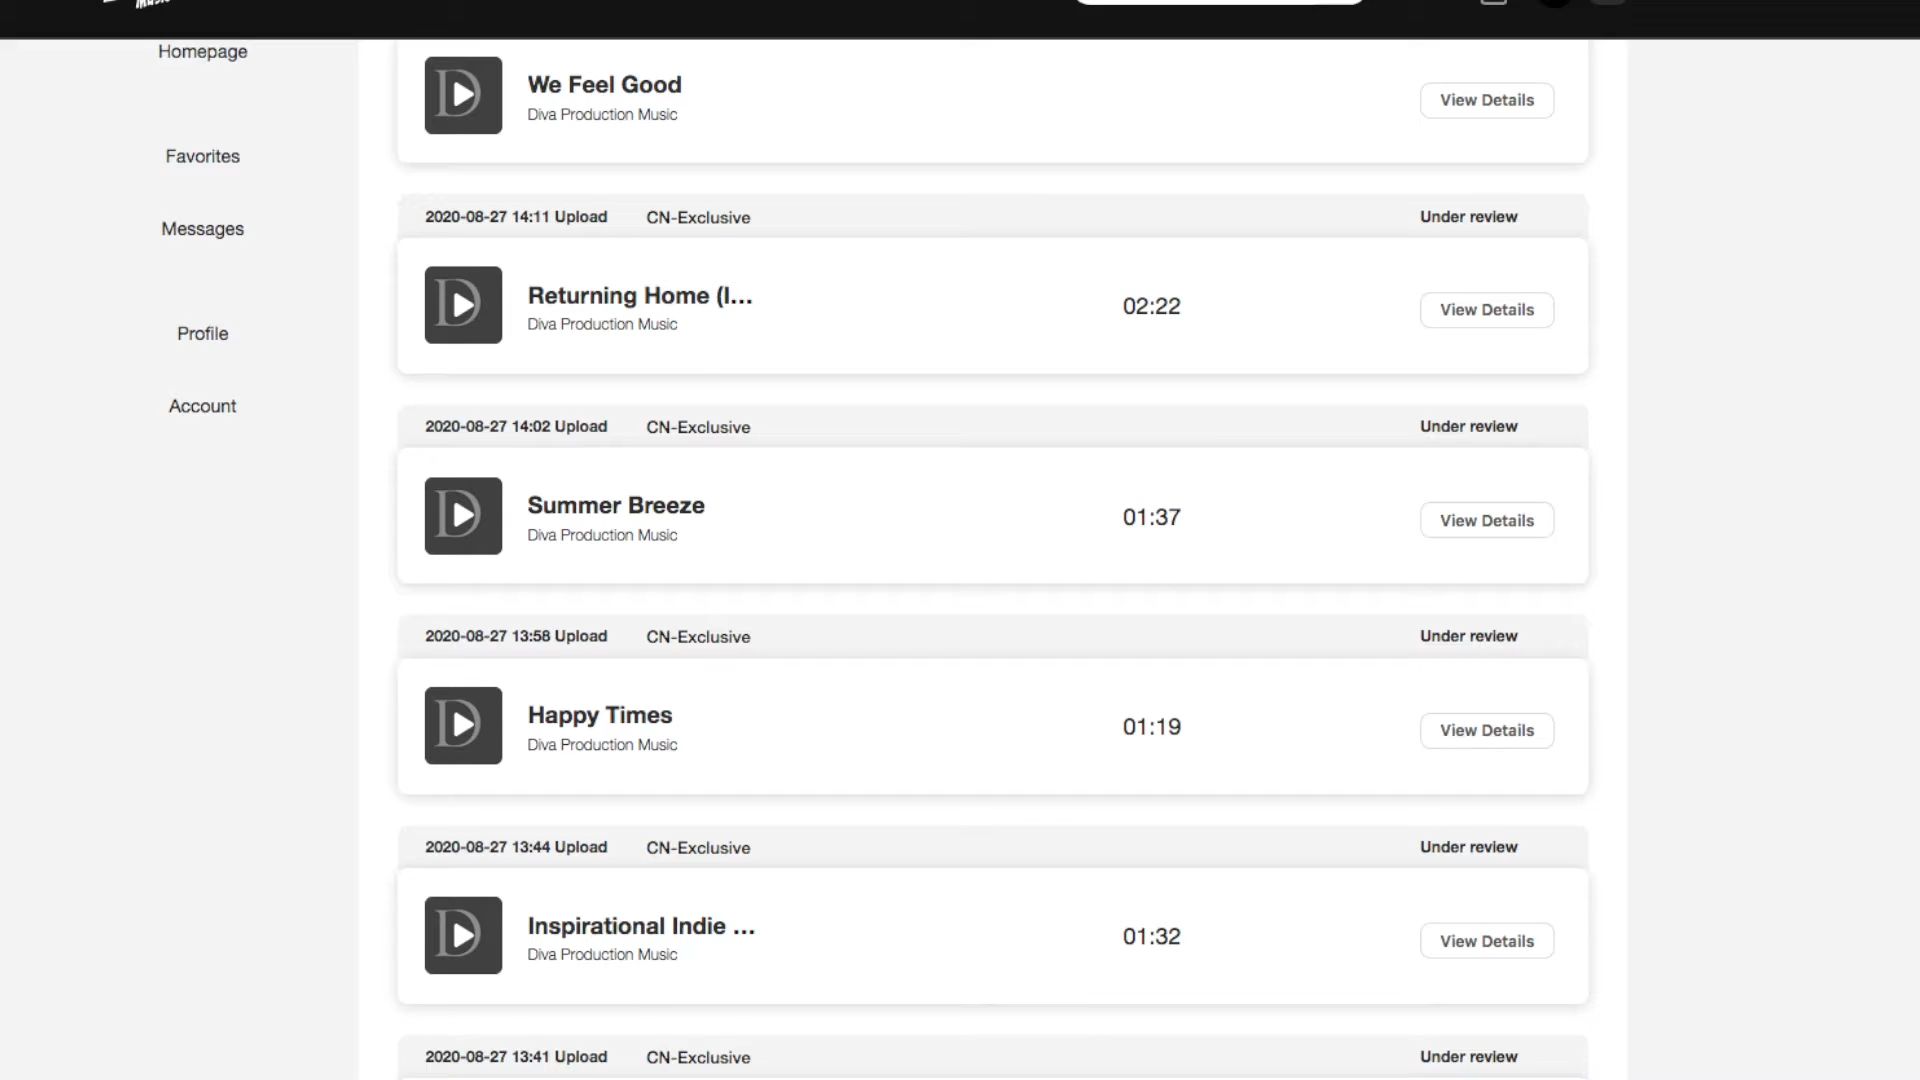 Homepage
Favorites
Messages
Profile
Account
We Feel Good
Diva Production Music
View Details
2020-08-27 14:11 Upload CN-Exclusive Under review
Returning Home (I...
Diva Production Music
02:22
View Details
2020-08-27 14:02 Upload CN-Exclusive Under review
Summer Breeze
Diva Production Music
01:37
View Details
2020-08-27 13:58 Upload CN-Exclusive Under review
Happy Times
Diva Production Music
01:19
View Details
2020-08-27 13:44 Upload CN-Exclusive Under review
Inspirational Indie ...
Diva Production Music
01:32
View Details
2020-08-27 13:41 Upload CN-Exclusive Under review